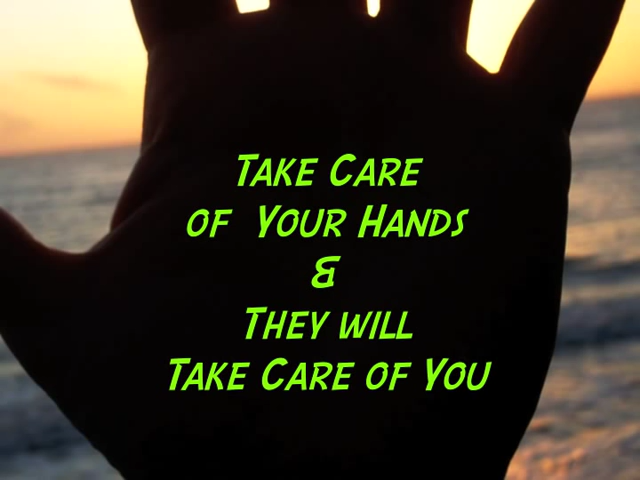 Take Care
of Your Hands
&
They will
Take Care of You